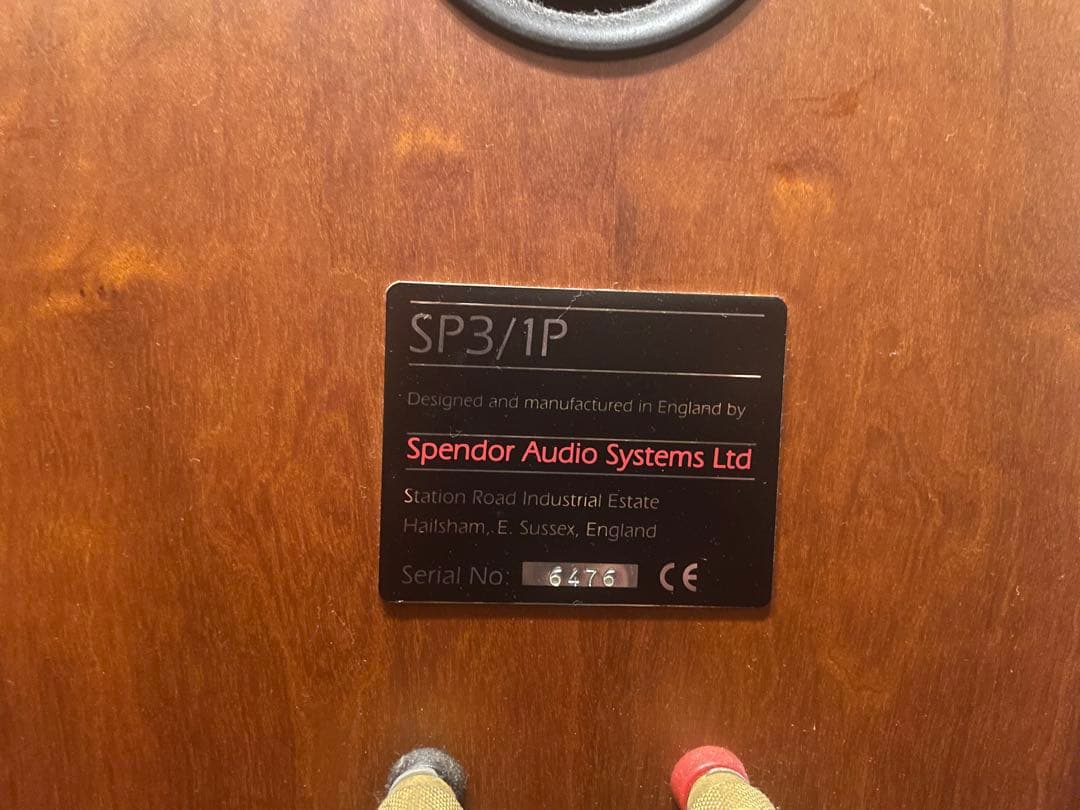 SP3/1P
Designed and manufactured in England by
Spendor Audio Systems Ltd
Station Road Industrial Estate
Hailsham, E. Sussex, England
Serial No: 6476 CE